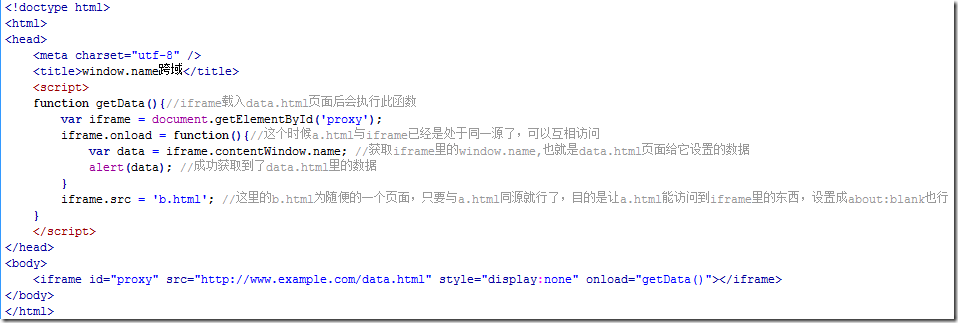 <!doctype html>
<html>
<head>
    <meta charset="utf-8" />
    <title>window.name跨域</title>
    <script>
    function getData(){//iframe载入data.html页面后会执行此函数
        var iframe = document.getElementById('proxy');
        iframe.onload = function(){//这个时候a.html与iframe已经是处于同一源了，可以互相访问
            var data = iframe.contentWindow.name; //获取iframe里的window.name,也就是data.html页面给它设置的数据
            alert(data); //成功获取到了data.html里的数据
        }
        iframe.src = 'b.html'; //这里的b.html为随便的一个页面，只要与a.html同源就行了，目的是让a.html能访问到iframe里的东西，设置成about:blank也行
    }
    </script>
</head>
<body>
    <iframe id="proxy" src="http://www.example.com/data.html" style="display:none" onload="getData()"></iframe>
</body>
</html>